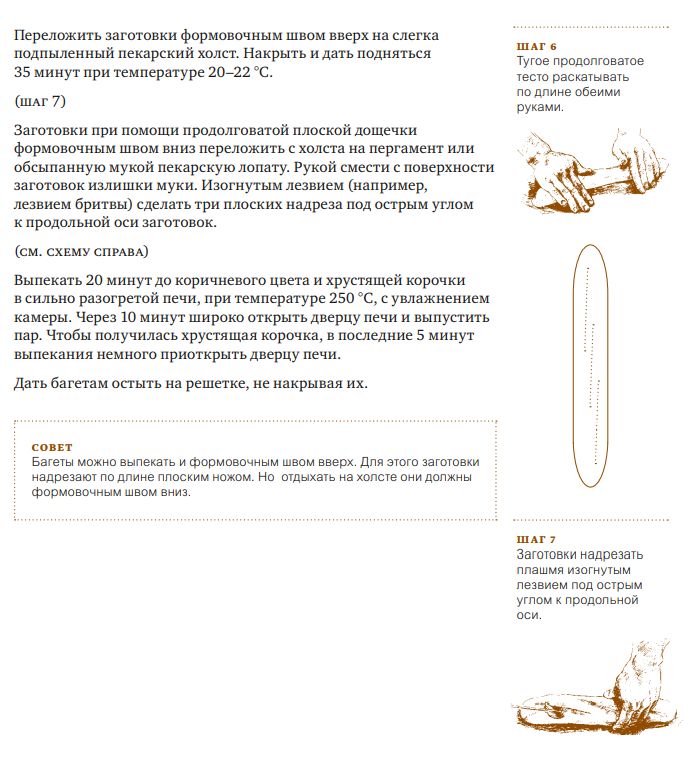 Переложить заготовки формовочным швом вверх на слегка
подпыленный пекарский холст. Накрыть и дать подняться
35 минут при температуре 20–22 °C.
(ШАГ 7)
Заготовки при помощи продолговатой плоской дощечки
формовочным швом вниз переложить с холста на пергамент или
обсыпанную мукой пекарскую лопату. Рукой смести с поверхности
заготовок излишки муки. Изогнутым лезвием (например,
лезвием бритвы) сделать три плоских надреза под острым углом
к продольной оси заготовок.
(СМ. СХЕМУ СПРАВА)
Выпекать 20 минут до коричневого цвета и хрустящей корочки
в сильно разогретой печи, при температуре 250 °C, с увлажнением
камеры. Через 10 минут широко открыть дверцу печи и выпустить
пар. Чтобы получилась хрустящая корочка, в последние 5 минут
выпекания немного приоткрыть дверцу печи.
Дать багетам остыть на решетке, не накрывая их.
СОВЕТ
Багеты можно выпекать и формовочным швом вверх. Для этого заготовки
надрезают по длине плоским ножом. Но отдыхать на холсте они должны
формовочным швом вниз.
ШАГ 6
Тугое продолговатое
тесто раскатывать
по длине обеими
руками.
ШАГ 7
Заготовки надрезать
плашмя изогнутым
лезвием под острым
углом к продольной
оси.